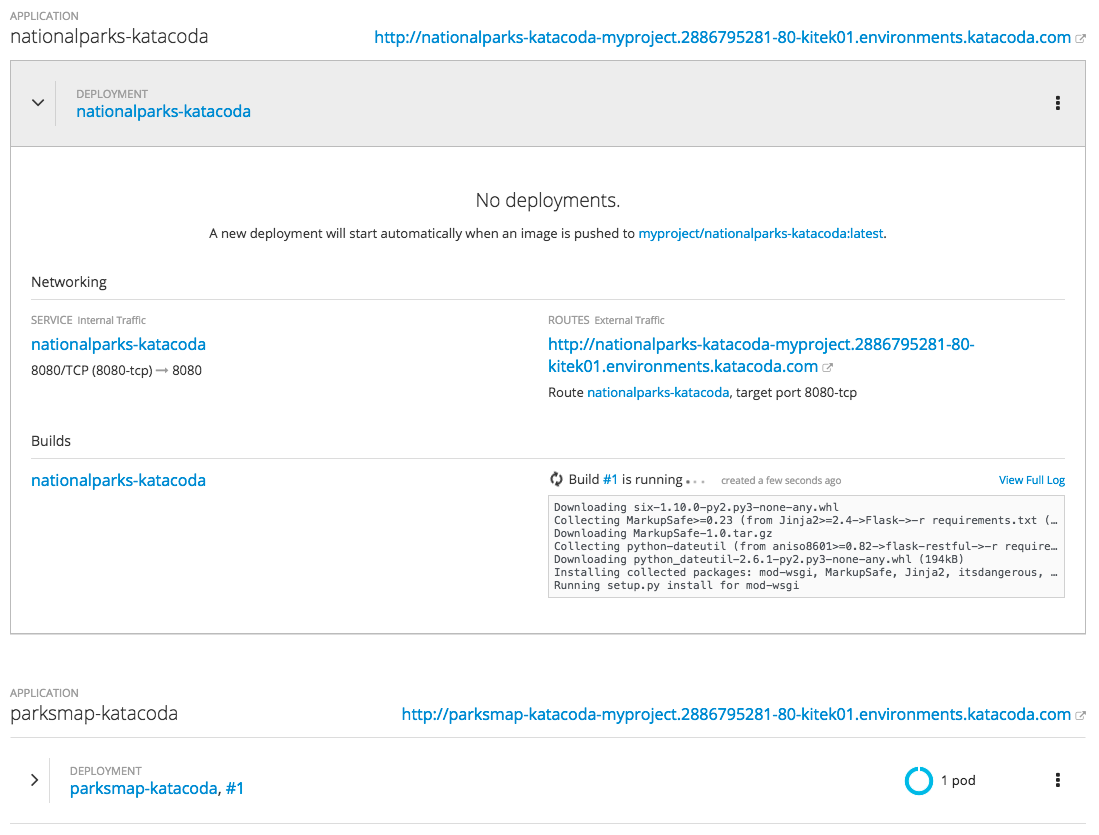 APPLICATION
nationalparks-katacoda
http://nationalparks-katacoda-myproject.2886795281-80-kitek01.environments.katacoda.com
DEPLOYMENT
nationalparks-katacoda
No deployments.
A new deployment will start automatically when an image is pushed to myproject/nationalparks-katacoda:latest.
Networking
SERVICE Internal Traffic
nationalparks-katacoda
8080/TCP (8080-tcp) → 8080
ROUTES External Traffic
http://nationalparks-katacoda-myproject.2886795281-80-
kitek01.environments.katacoda.com
Route nationalparks-katacoda, target port 8080-tcp
Builds
nationalparks-katacoda
Build #1 is running created a few seconds ago View Full Log
Downloading six-1.10.0-py2.py3-none-any.whl
Collecting MarkupSafe>=0.23 (from Jinja2>=2.4->Flask->-r requirements.txt (…
Downloading MarkupSafe-1.0.tar.gz
Collecting python-dateutil (from aniso8601>=0.82->flask-restful->-r require…
Downloading python_dateutil-2.6.1-py2.py3-none-any.whl (194kB)
Installing collected packages: mod-wsgi, MarkupSafe, Jinja2, itsdangerous, …
Running setup.py install for mod-wsgi
APPLICATION
parksmap-katacoda
http://parksmap-katacoda-myproject.2886795281-80-kitek01.environments.katacoda.com
DEPLOYMENT
parksmap-katacoda, #1
1 pod